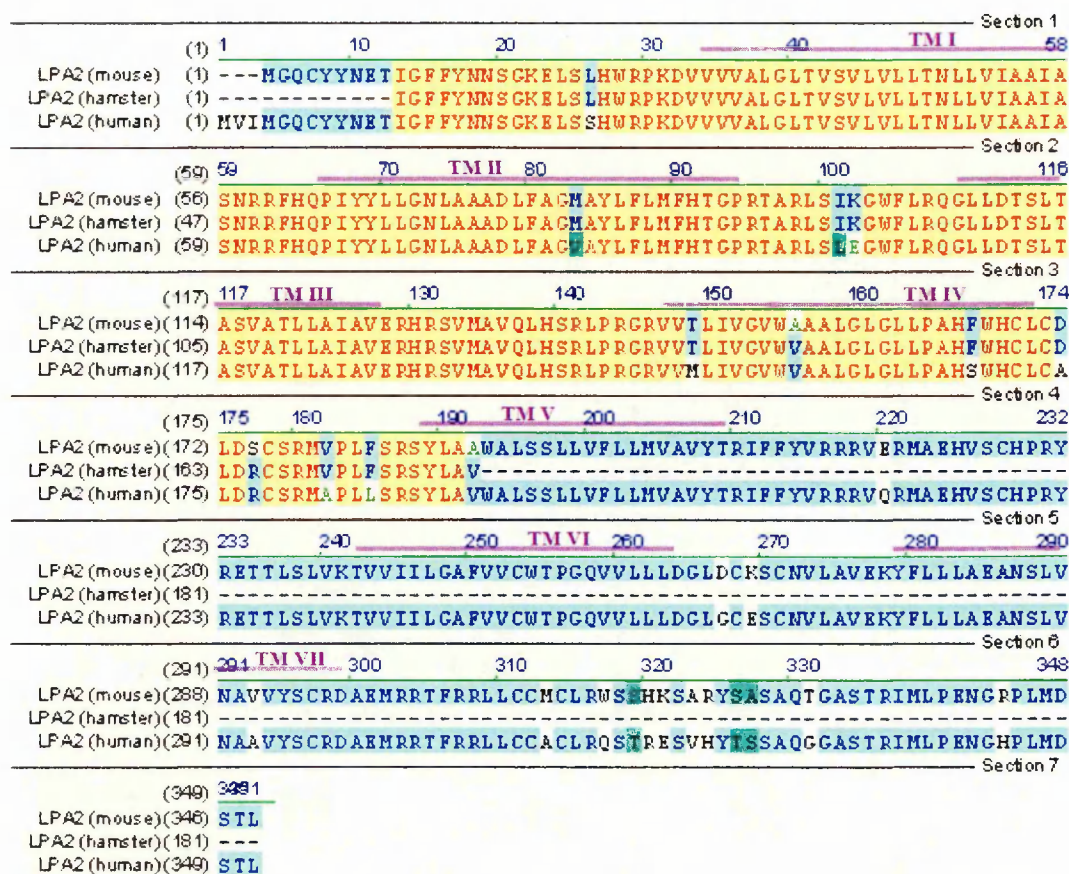 Section 1
(1) 1 10 20 30 40 TM I 58
LPA2 (mouse) (1) ---MGQCYYNETIGFFYNNSGKELSLHWRPKDVVVVALGLTVSVLVLLTNLLVIAAIA
LPA2 (hamster) (1) ------------IGFFYNNSGKELSLHWRPKDVVVVALGLTVSVLVLLTNLLVIAAIA
LPA2 (human) (1) MVIMGQCYYNETIGFFYNNSGKELSSHWRPKDVVVVALGLTVSVLVLLTNLLVIAAIA
Section 2
(59) 59 70 TM II 80 90 100 116
LPA2 (mouse) (56) SNRRFHQPIYYLLGNLAAADLFAGMAYLFLMFHTGPRTARLSIKGWFLRQGLLDTSLT
LPA2 (hamster) (47) SNRRFHQPIYYLLGNLAAADLFAGMAYLFLMFHTGPRTARLSIKGWFLRQGLLDTSLT
LPA2 (human) (59) SNRRFHQPIYYLLGNLAAADLFAGVAYLFLMFHTGPRTARLSLEGWFLRQGLLDTSLT
Section 3
(117) 117 TM III 130 140 150 160 TM IV 174
LPA2 (mouse) (114) ASVATLLAIAVERHRSVMAVQLHSRLPRGRVVTLIVGVWAAALGLGLLPAHFWHCLCD
LPA2 (hamster) (105) ASVATLLAIAVERHRSVMAVQLHSRLPRGRVVTLIVGVWVAALGLGLLPAHFWHCLCD
LPA2 (human) (117) ASVATLLAIAVERHRSVMAVQLHSRLPRGRVVMLIVGVWVAALGLGLLPAHSWHCLCA
Section 4
(175) 175 180 190 TM V 200 210 220 232
LPA2 (mouse) (172) LDSCSRMVPLFSRSYLAAWALSSLLVFLLMVAVYTRIFFYVRRRVERMAEHVSCHPRY
LPA2 (hamster) (163) LDRCSRMVPLFSRSYLAV----------------------------------------
LPA2 (human) (175) LDRCSRMAPLLSRSYLAVWALSSLLVFLLMVAVYTRIFFYVRRRVQRMAEHVSCHPRY
Section 5
(233) 233 240 250 TM VI 260 270 280 290
LPA2 (mouse) (230) RETTLSLVKTVVIILGAFVVCWTPGQVVLLLDGLDCKSCNVLAVEKYFLLLAEANSLV
LPA2 (hamster) (181) ----------------------------------------------------------
LPA2 (human) (233) RETTLSLVKTVVIILGAFVVCWTPGQVVLLLDGLGCESCNVLAVEKYFLLLAEANSLV
Section 6
(291) 291 TM VII 300 310 320 330 348
LPA2 (mouse) (288) NAVVYSCRDAEMRRTFRRLLCCMCLRWSSHKSARYSASAQTGASTRIMLPENGRPLMD
LPA2 (hamster) (181) ----------------------------------------------------------
LPA2 (human) (291) NAAVYSCRDAEMRRTFRRLLCCACLRQSTRESVHYTSSAQGGASTRIMLPENGHPLMD
Section 7
(349) 351
LPA2 (mouse) (346) STL
LPA2 (hamster) (181) ---
LPA2 (human) (349) STL